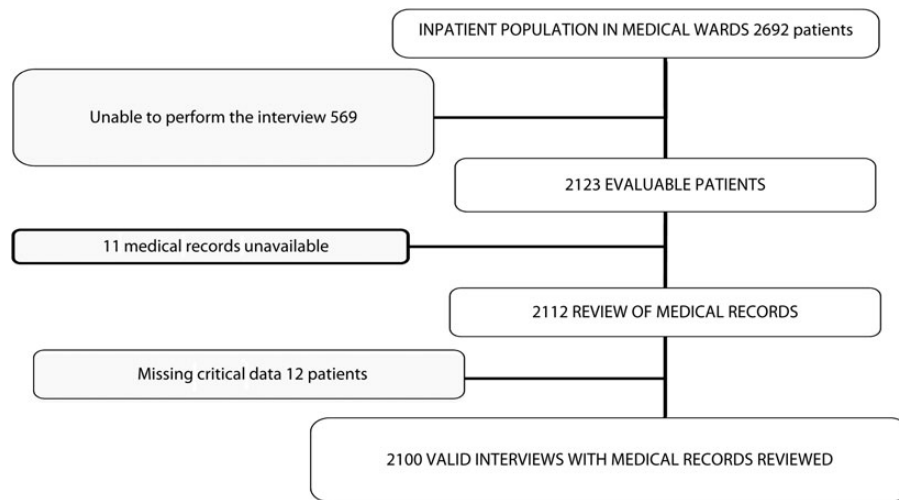 INPATIENT POPULATION IN MEDICAL WARDS 2692 patients
Unable to perform the interview 569
2123 EVALUABLE PATIENTS
11 medical records unavailable
2112 REVIEW OF MEDICAL RECORDS
Missing critical data 12 patients
2100 VALID INTERVIEWS WITH MEDICAL RECORDS REVIEWED